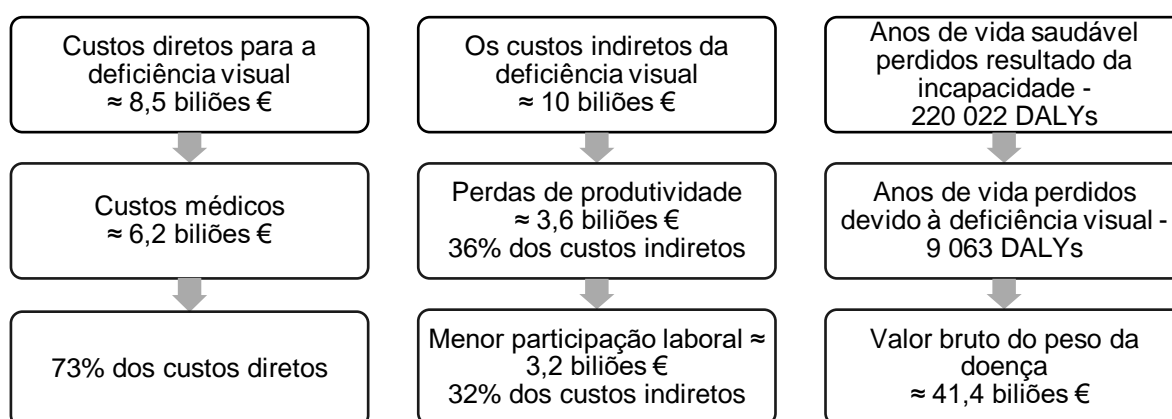 Custos diretos para a
deficiência visual
≈ 8,5 biliões €
Custos médicos
≈ 6,2 biliões €
73% dos custos diretos
Os custos indiretos da
deficiência visual
≈ 10 biliões €
Perdas de produtividade
≈ 3,6 biliões €
36% dos custos indiretos
Menor participação laboral ≈
3,2 biliões €
32% dos custos indiretos
Anos de vida saudável
perdidos resultado da
incapacidade -
220 022 DALYs
Anos de vida perdidos
devido à deficiência visual -
9 063 DALYs
Valor bruto do peso da
doença
≈ 41,4 biliões €